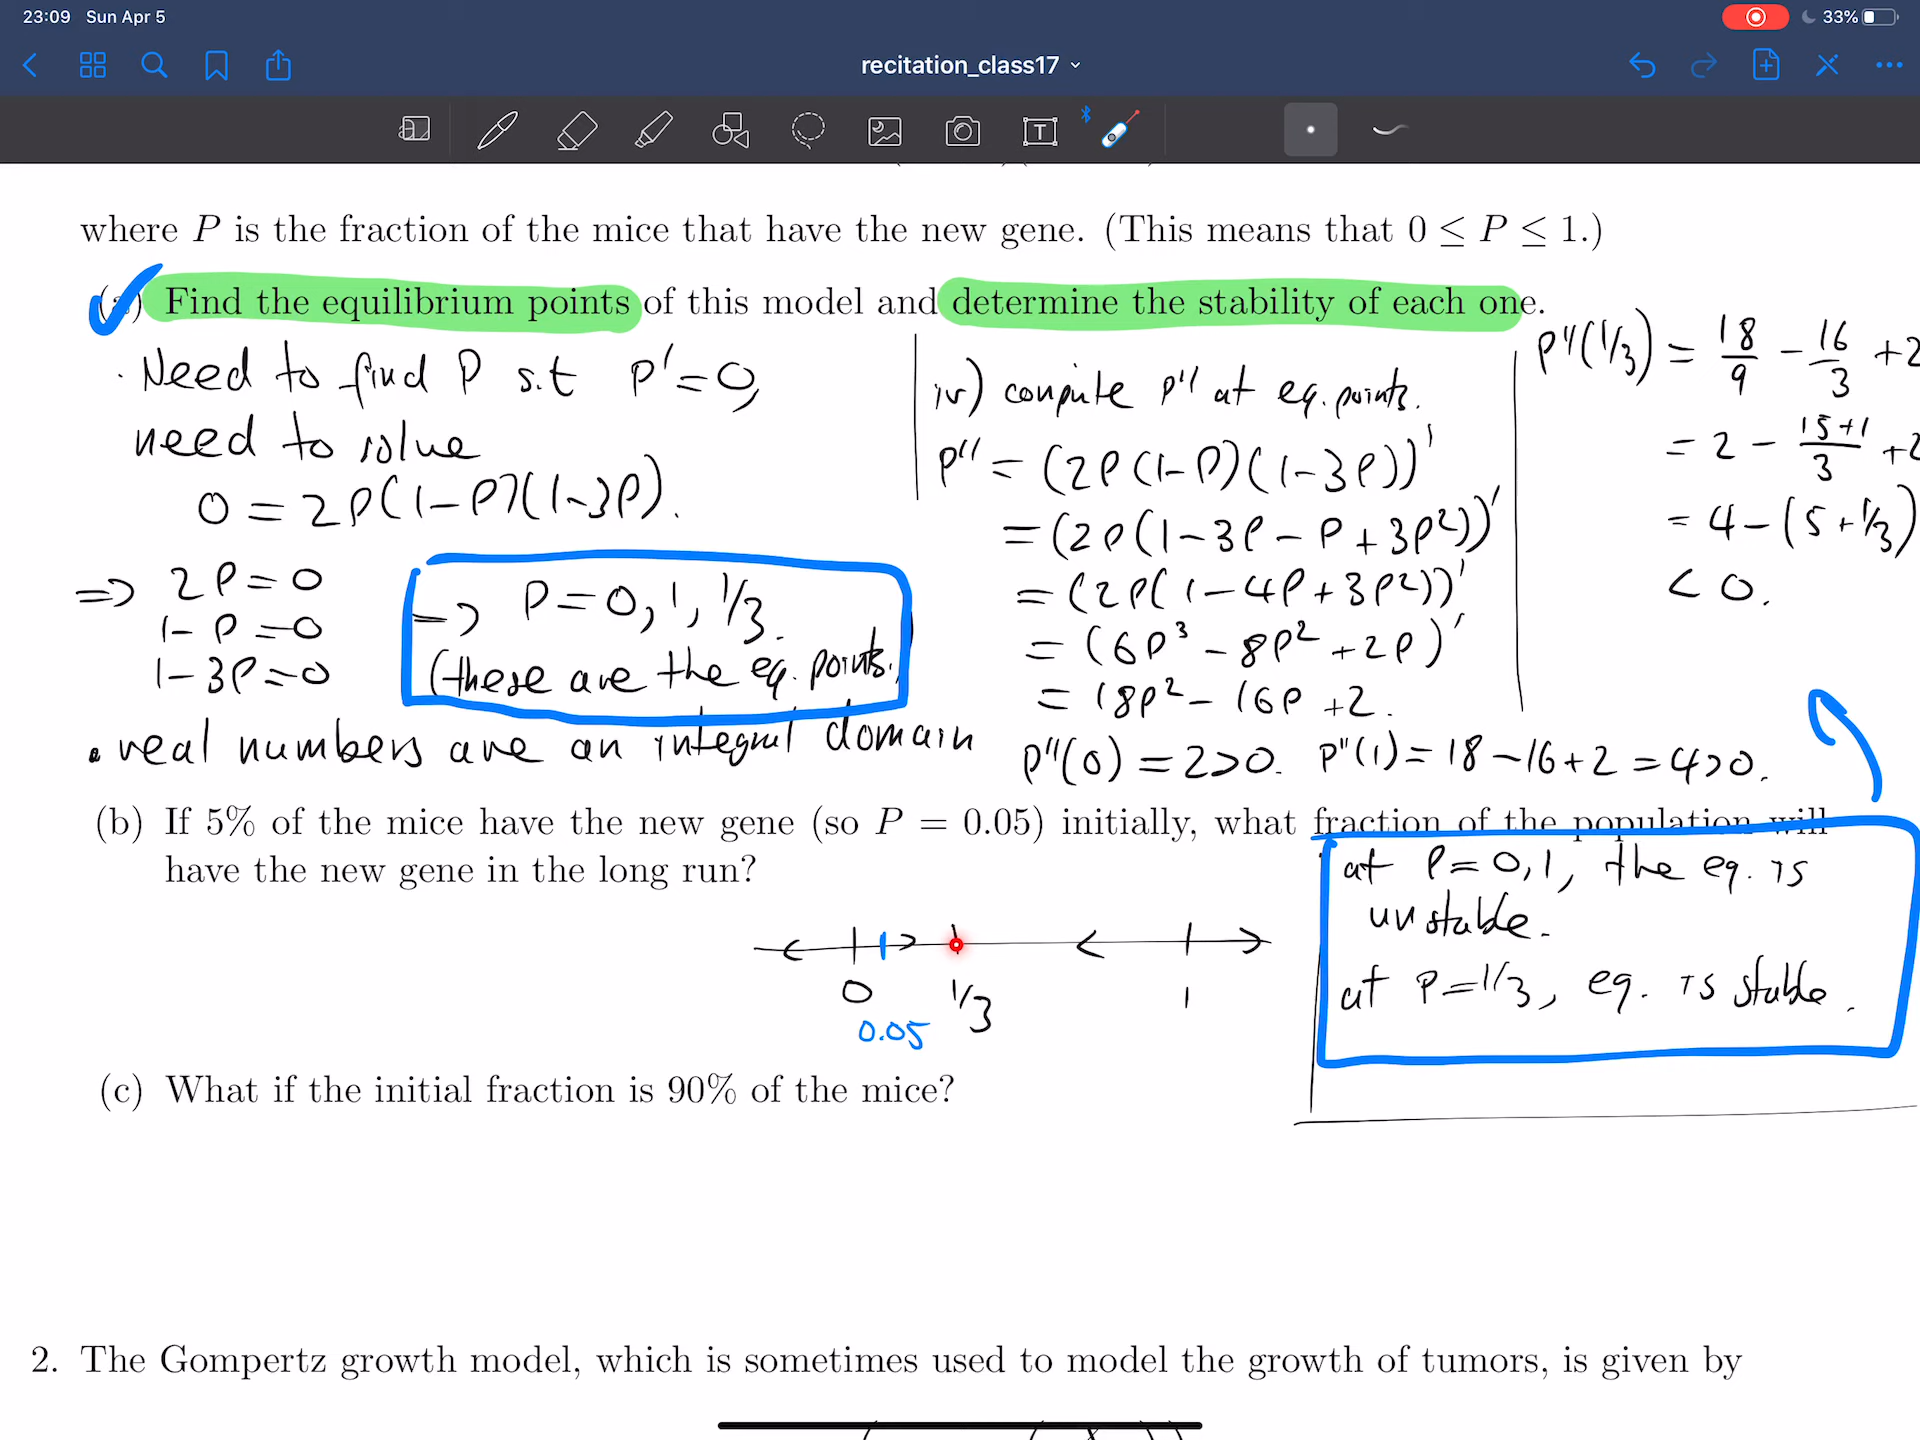 23:09 Sun Apr 5
33%
recitation_class17
T
where P is the fraction of the mice that have the new gene. (This means that 0 ≤ P ≤ 1.)
(a) Find the equilibrium points of this model and determine the stability of each one.
· Need to find P s.t P' = 0,
need to solve
0 = 2P(1-P)(1-3P).
=> 2P = 0
1-P = 0
1-3P = 0
=> P = 0, 1, 1/3.
(these are the eq. points.
• real numbers are an integral domain
iv) compute P'' at eq. points.
P'' = (2P(1-P)(1-3P))'
= (2P(1-3P-P+3P²))'
= (2P(1-4P+3P²))'
= (6P³-8P²+2P)'
= 18P²-16P+2.
P''(0) = 2>0. P''(1) = 18-16+2 = 4>0.
P''(1/3) = 18/9 - 16/3 +2
= 2 - 15+1/3 +2
= 4-(5+1/3)
< 0.
(b) If 5% of the mice have the new gene (so P = 0.05) initially, what fraction of the population will
have the new gene in the long run?
at P=0,1, the eq. is
unstable.
at P=1/3, eq. is stable.
0 1/3 1
0.05
(c) What if the initial fraction is 90% of the mice?
2. The Gompertz growth model, which is sometimes used to model the growth of tumors, is given by